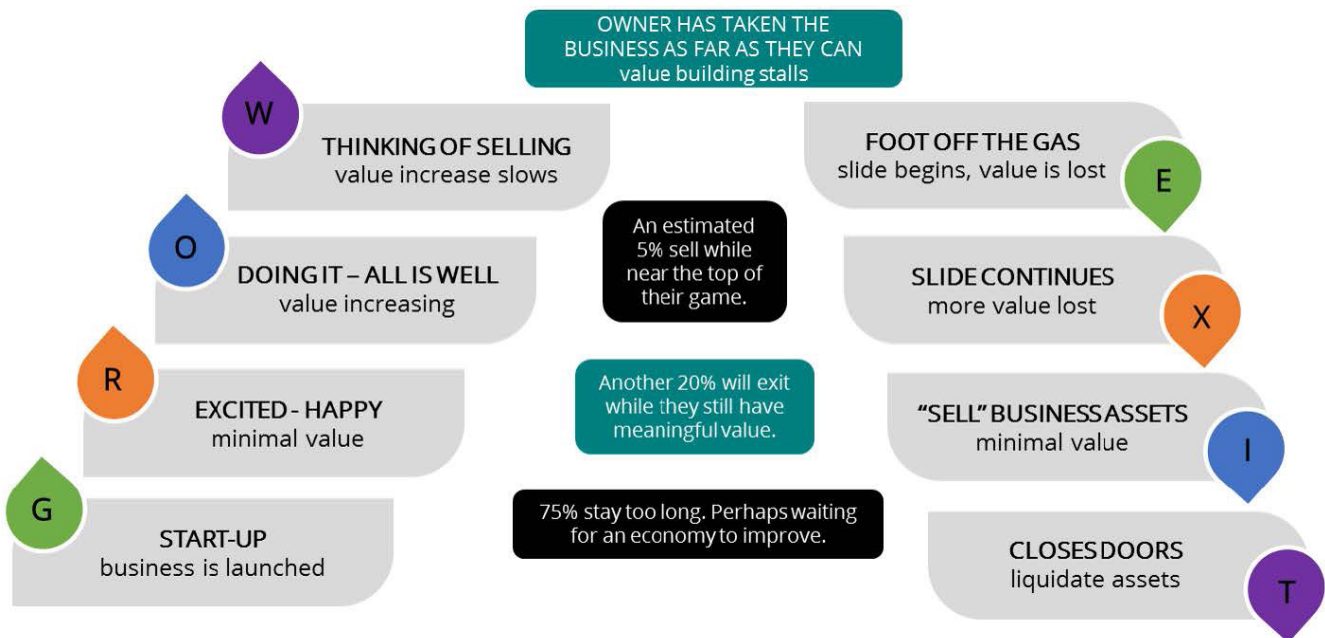 OWNER HAS TAKEN THE
BUSINESS AS FAR AS THEY CAN
value building stalls
W
THINKING OF SELLING
value increase slows
O
DOING IT – ALL IS WELL
value increasing
R
EXCITED - HAPPY
minimal value
G
START-UP
business is launched
An estimated
5% sell while
near the top of
their game.
Another 20% will exit
while they still have
meaningful value.
75% stay too long. Perhaps waiting
for an economy to improve.
FOOT OFF THE GAS
slide begins, value is lost
E
SLIDE CONTINUES
more value lost
X
“SELL” BUSINESS ASSETS
minimal value
I
CLOSES DOORS
liquidate assets
T